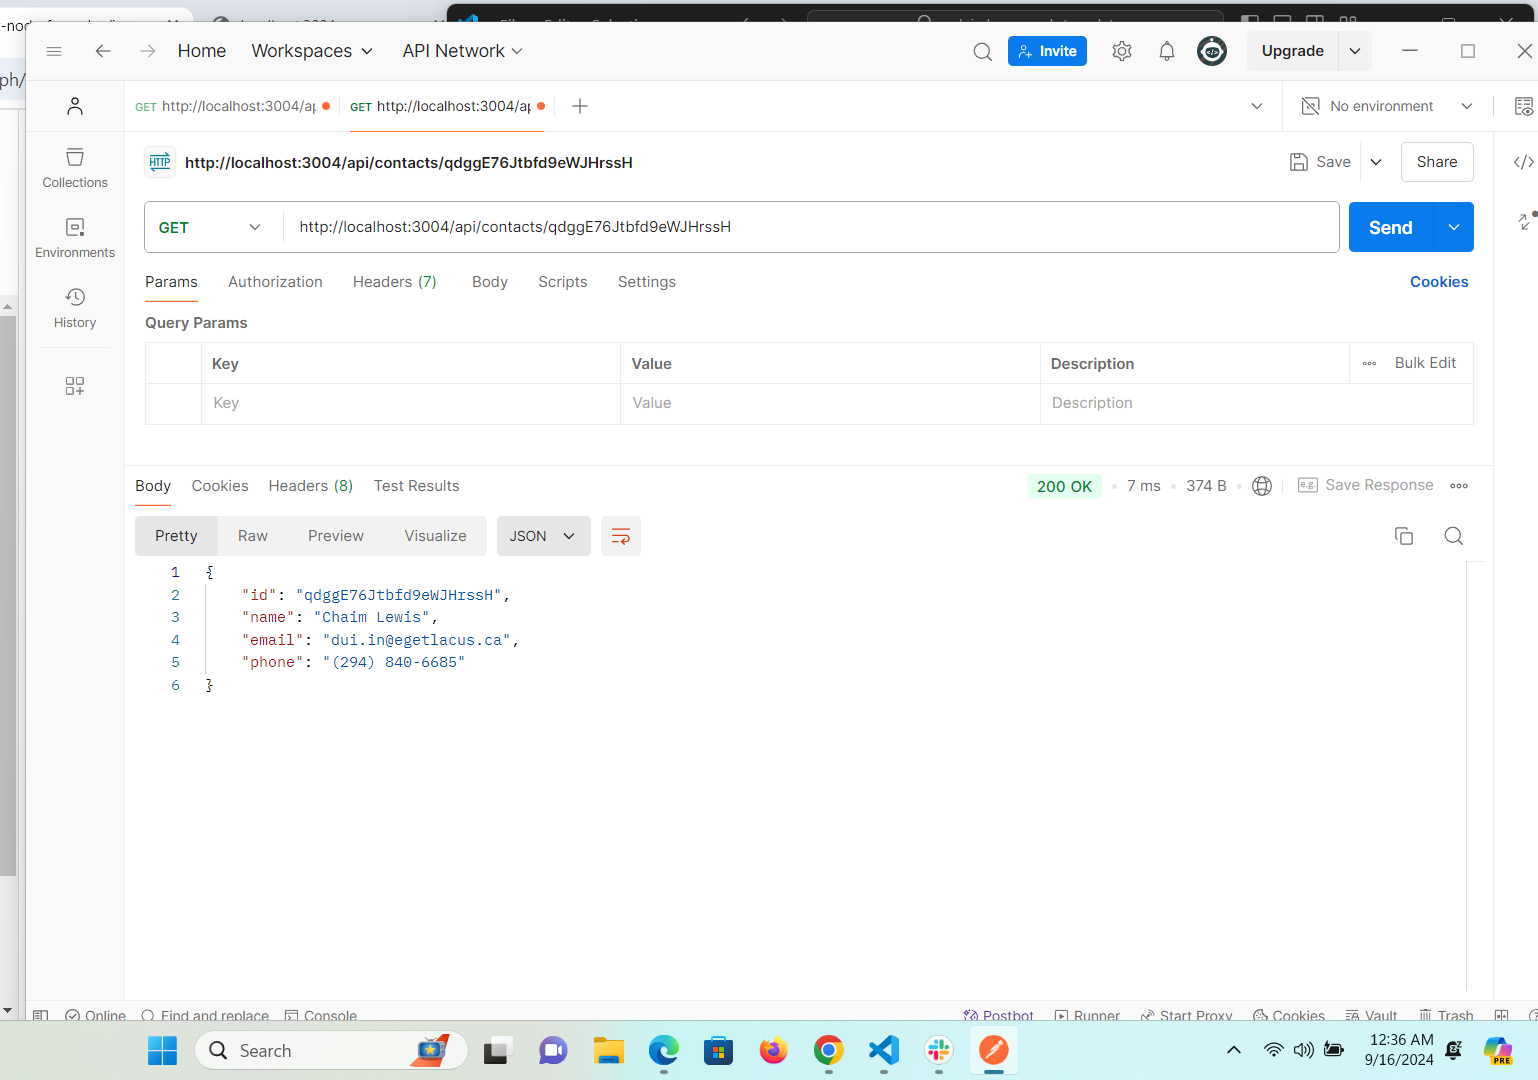 Home Workspaces API Network Invite Upgrade
ph/
GET http://localhost:3004/ap GET http://localhost:3004/ap No environment
HTTP http://localhost:3004/api/contacts/qdggE76Jtbfd9eWJHrssH Save Share
Collections
GET http://localhost:3004/api/contacts/qdggE76Jtbfd9eWJHrssH Send
Environments
Params Authorization Headers (7) Body Scripts Settings Cookies
History
Query Params
Key Value Description Bulk Edit
Key Value Description
Body Cookies Headers (8) Test Results 200 OK 7 ms 374 B e.g. Save Response
Pretty Raw Preview Visualize JSON
1 {
2 "id": "qdggE76Jtbfd9eWJHrssH",
3 "name": "Chaim Lewis",
4 "email": "dui.in@egetlacus.ca",
5 "phone": "(294) 840-6685"
6 }
Online Find and replace Console Postbot Runner Start Proxy Cookies Vault Trash
Search 12:36 AM
9/16/2024 PRE